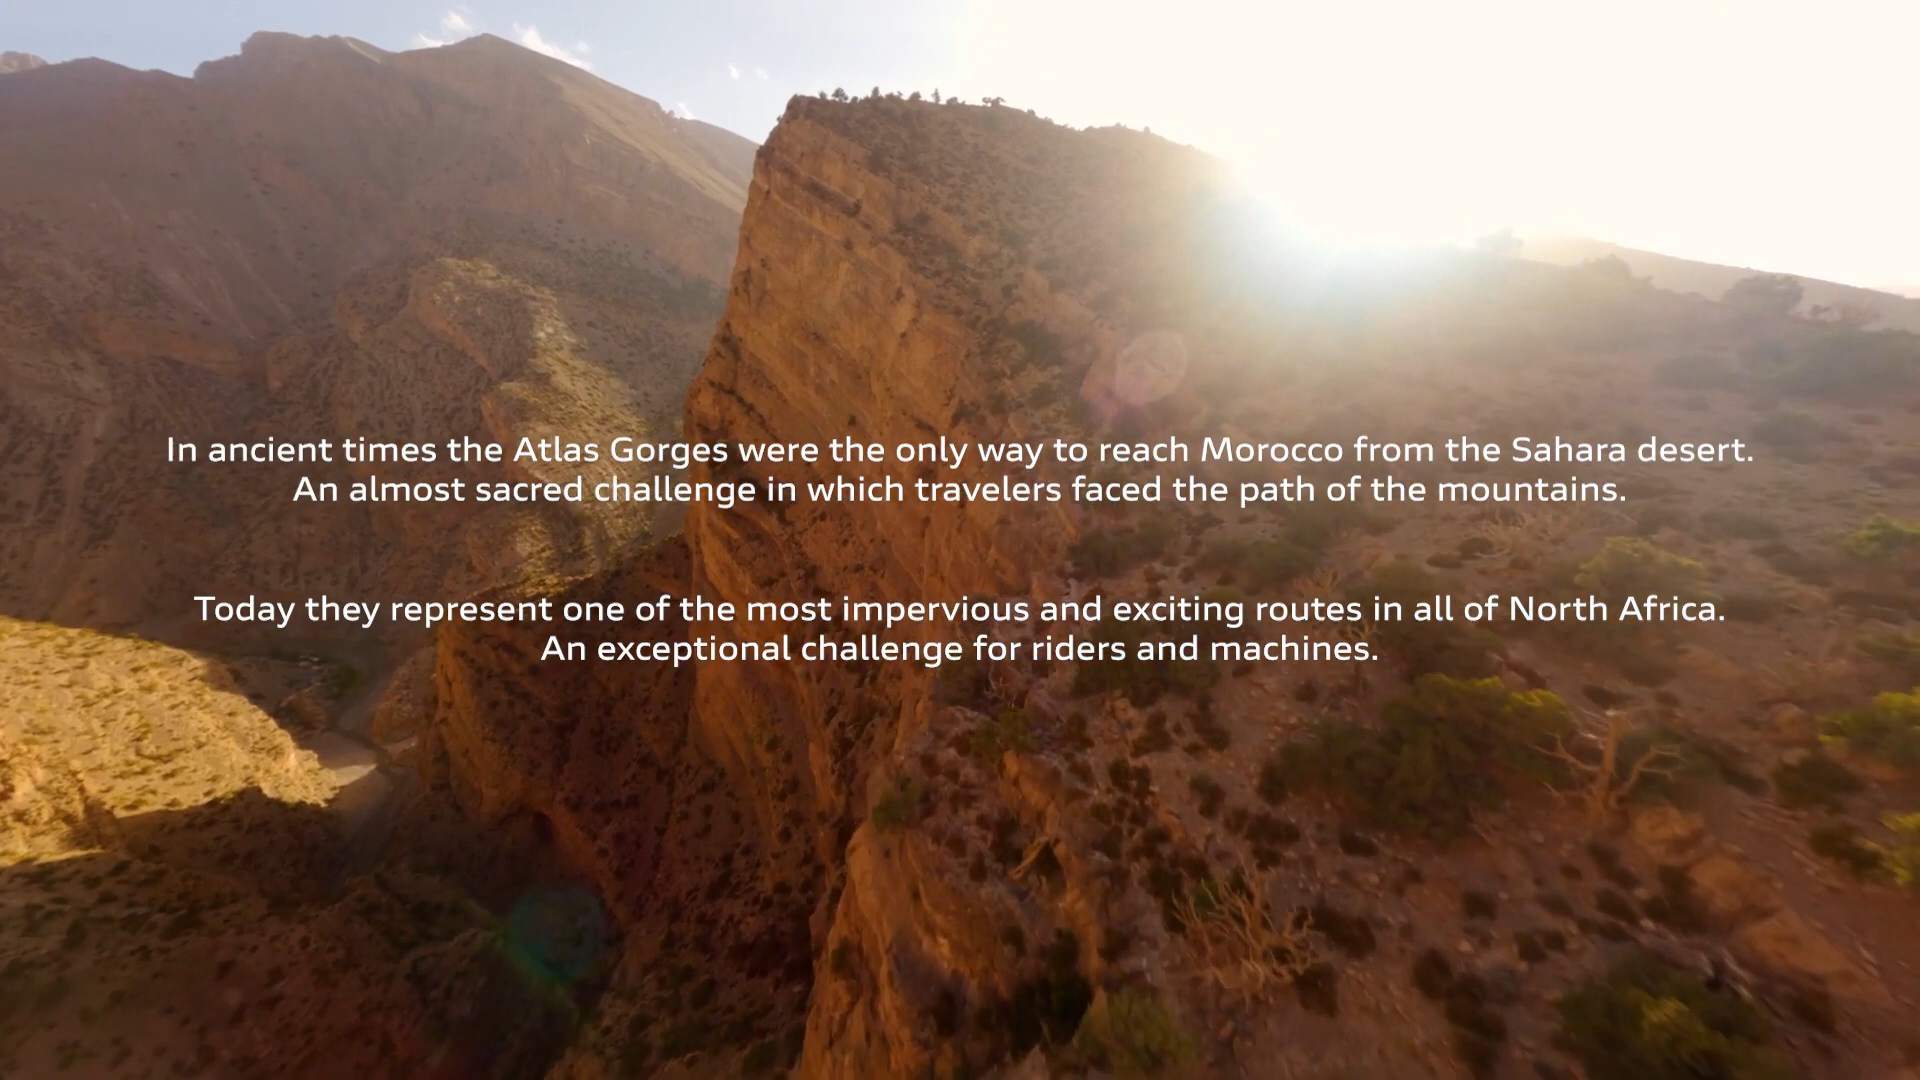 In ancient times the Atlas Gorges were the only way to reach Morocco from the Sahara desert.
An almost sacred challenge in which travelers faced the path of the mountains.
Today they represent one of the most impervious and exciting routes in all of North Africa.
An exceptional challenge for riders and machines.